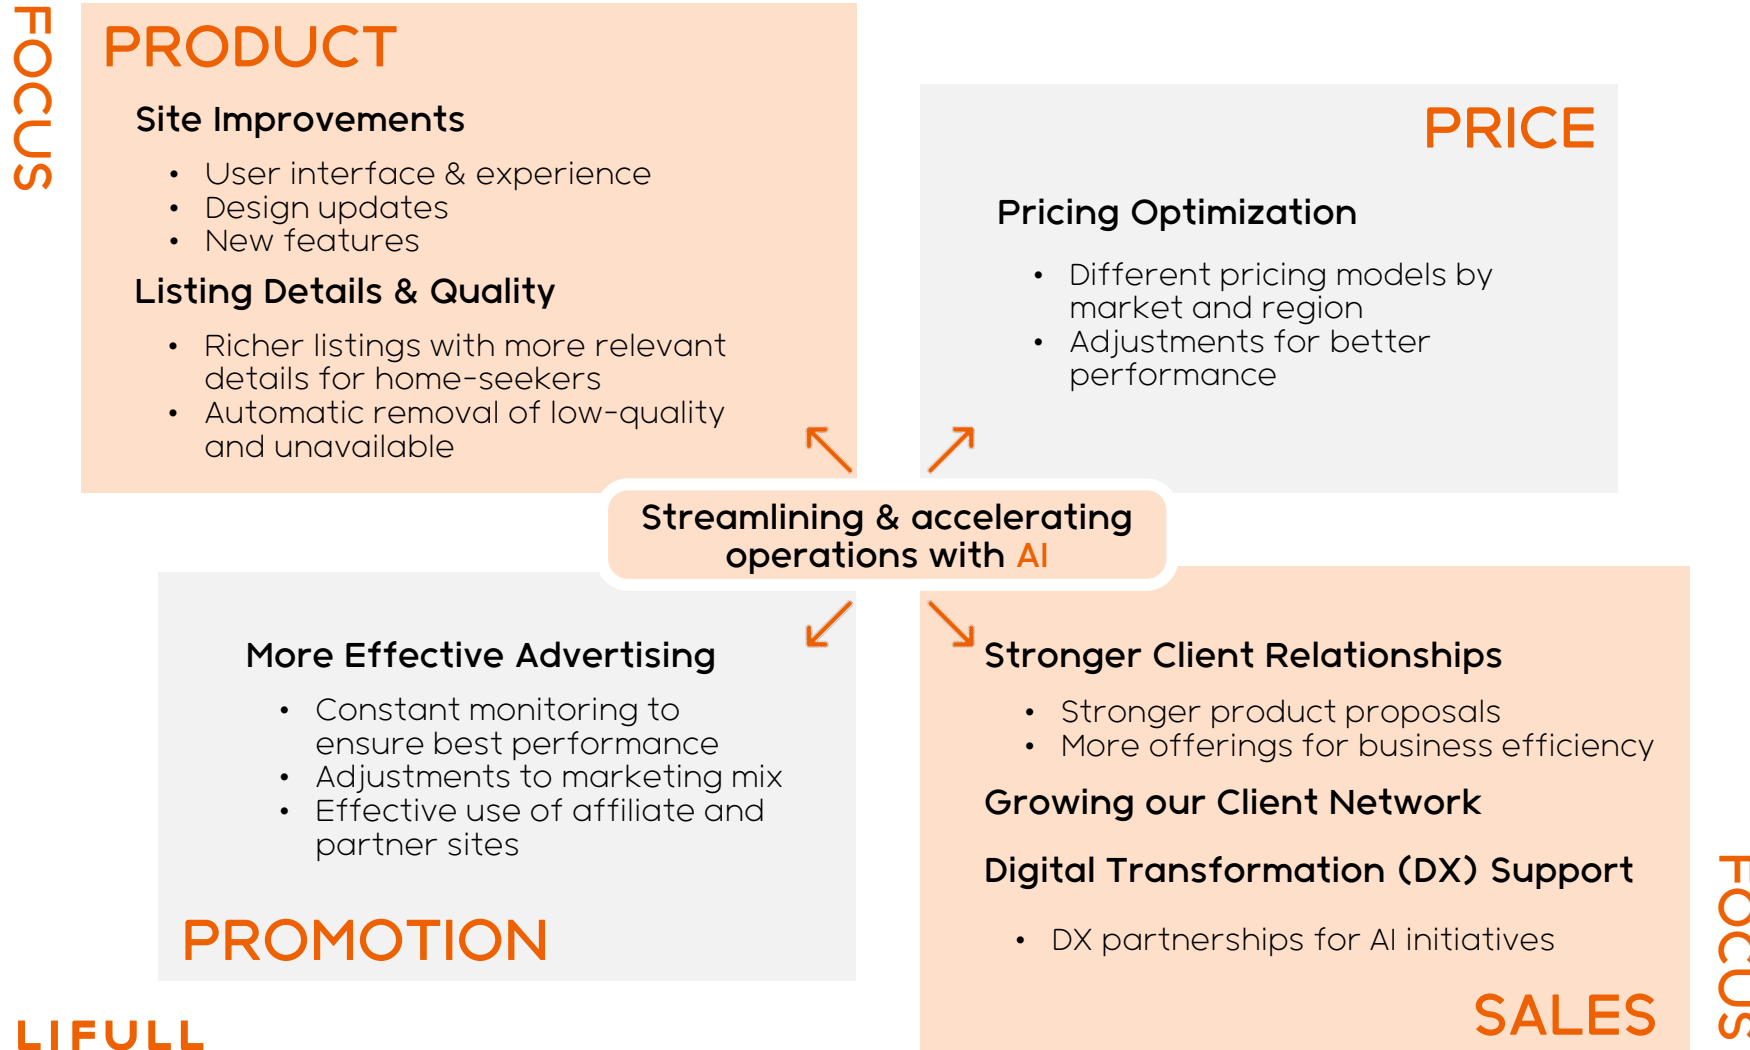 FOCUS
PRODUCT
Site Improvements
• User interface & experience
• Design updates
• New features
Listing Details & Quality
• Richer listings with more relevant
details for home-seekers
• Automatic removal of low-quality
and unavailable
PRICE
Pricing Optimization
• Different pricing models by
market and region
• Adjustments for better
performance
Streamlining & accelerating
operations with AI
More Effective Advertising
• Constant monitoring to
ensure best performance
• Adjustments to marketing mix
• Effective use of affiliate and
partner sites
PROMOTION
Stronger Client Relationships
• Stronger product proposals
• More offerings for business efficiency
Growing our Client Network
Digital Transformation (DX) Support
• DX partnerships for AI initiatives
SALES
FOCUS
LIFULL